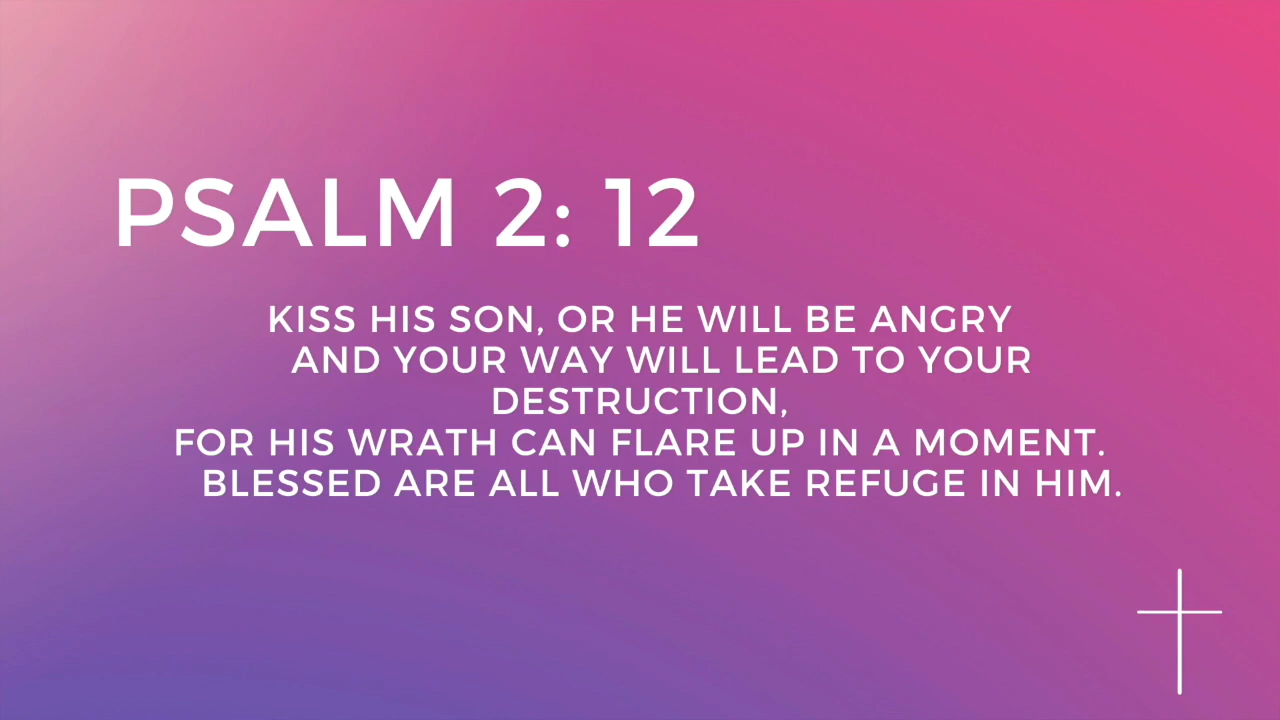 PSALM 2: 12
KISS HIS SON, OR HE WILL BE ANGRY
AND YOUR WAY WILL LEAD TO YOUR
DESTRUCTION,
FOR HIS WRATH CAN FLARE UP IN A MOMENT.
BLESSED ARE ALL WHO TAKE REFUGE IN HIM.